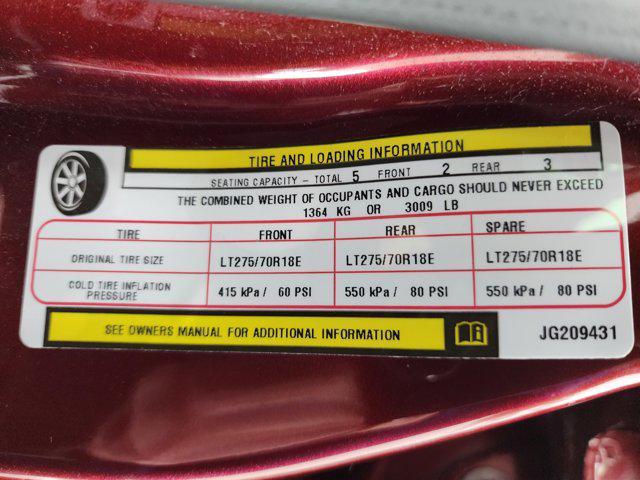 TIRE AND LOADING INFORMATION
SEATING CAPACITY - TOTAL 5 FRONT 2 REAR 3
THE COMBINED WEIGHT OF OCCUPANTS AND CARGO SHOULD NEVER EXCEED
1364 KG OR 3009 LB
TIRE FRONT REAR SPARE
ORIGINAL TIRE SIZE LT275/70R18E LT275/70R18E LT275/70R18E
COLD TIRE INFLATION PRESSURE 415 kPa / 60 PSI 550 kPa / 80 PSI 550 kPa / 80 PSI
SEE OWNERS MANUAL FOR ADDITIONAL INFORMATION
JG209431